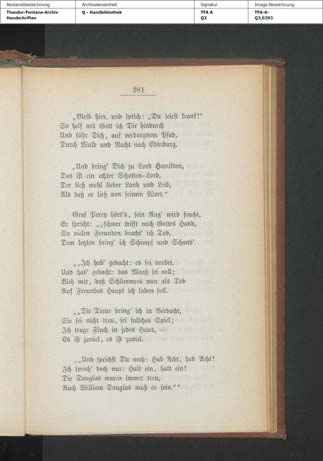 Bestandsbezeichnung
Archivalieneinheit
Signatur
Image Bezeichnung
Theodor-Fontane-Archiv
Handschriften
Q - Handbibliothek
TFA A
Q3
TFA-A-
Q3,0293
281
„Bleib hier, und sprich: „Du seiest krank!“
So helf mit Gott ich Dir hindurch
Und führ Dich, auf verborgnem Pfad,
Durch Wald und Nacht nach Edinburg.
„Und bring' Dich zu Lord Hamilton,
Das ist ein ächter Schotten-Lord,
Der ließ wohl lieber Land und Leib,
Als daß er ließ von seinem Wort.“
Graf Percy hört's, sein Aug' wird feucht,
Er spricht: „„schwer trifft mich Gottes Hand,
So vielen Freunden bracht' ich Tod,
Dem letzten bring' ich Schimpf und Schand'.
„„Ich hab' gedacht: es sei vorbei,
Und hab' gedacht: das Maaß sei voll;
Weh mir, daß Schlimmres nun als Tod
Auf Freundes Haupt ich laden soll.
„„Die Treue bring' ich in Verdacht,
Sie sei nicht treu, sei falsches Spiel;
Ich trage Fluch in jedes Haus, —
Es ist zuviel, es ist zuviel.
„„Und sprichst Du auch: Hab Acht, hab Acht!
Ich sprech' doch nur: Halt ein, halt ein!
Die Douglas waren immer treu,
Auch William Douglas muß es sein.““